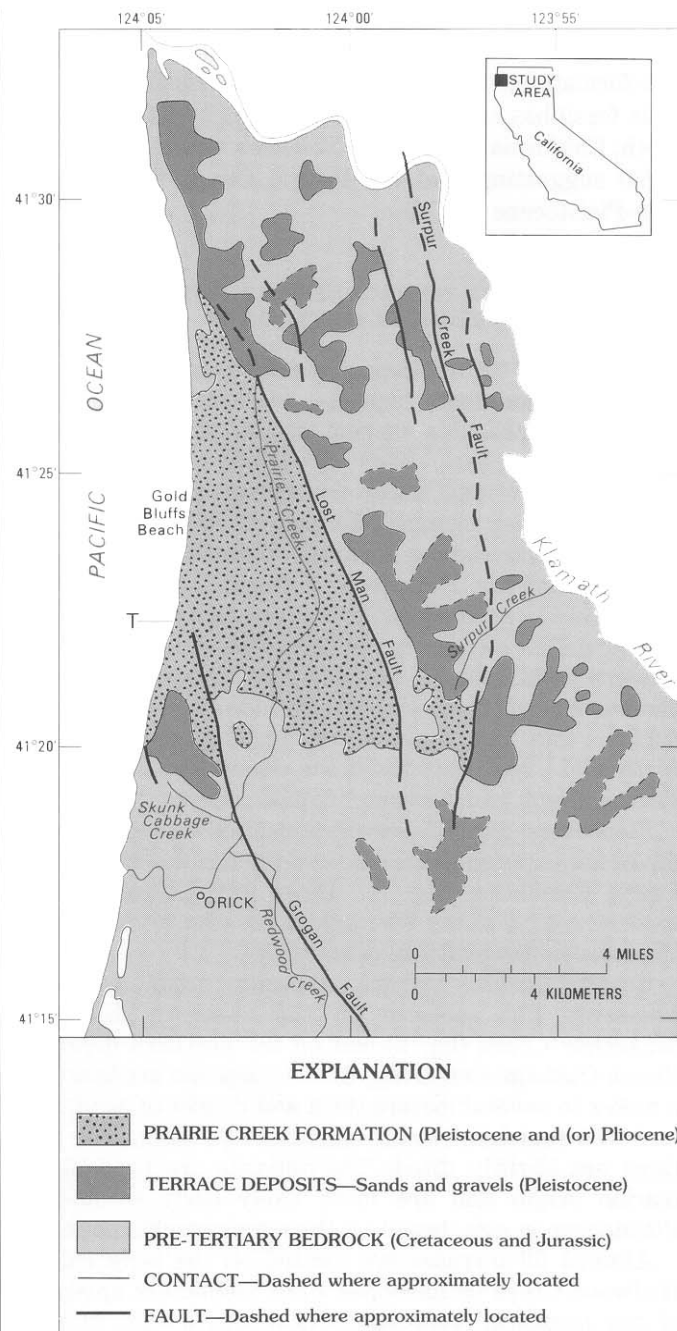 124°05'
124°00'
123°55'
STUDY
AREA
California
41°30'
Surpur
Creek
Fault
PACIFIC OCEAN
41°25'
Gold
Bluffs
Beach
Prairie Creek
Lost
Man
Fault
Klamath
River
Surpur Creek
T
41°20'
Skunk
Cabbage
Creek
ORICK
Redwood
Creek
Grogan
Fault
0 4 MILES
0 4 KILOMETERS
41°15'
EXPLANATION
PRAIRIE CREEK FORMATION (Pleistocene and (or) Pliocene)
TERRACE DEPOSITS—Sands and gravels (Pleistocene)
PRE-TERTIARY BEDROCK (Cretaceous and Jurassic)
CONTACT—Dashed where approximately located
FAULT—Dashed where approximately located